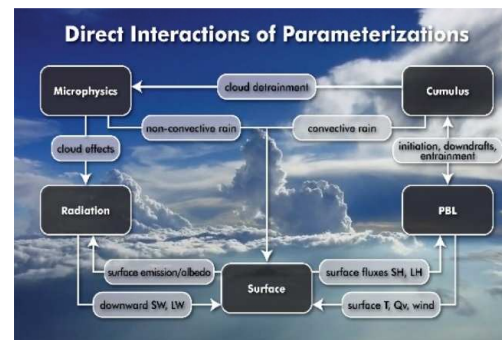 Direct Interactions of Parameterizations
cloud detrainment
Microphysics
Cumulus
non-convective rain
convective rain
cloud effects
initiation, downdrafts,
entrainment
Radiation
PBL
surface emission/albedo
surface fluxes SH, LH
Surface
downward SW, LW
surface T, Qv, wind